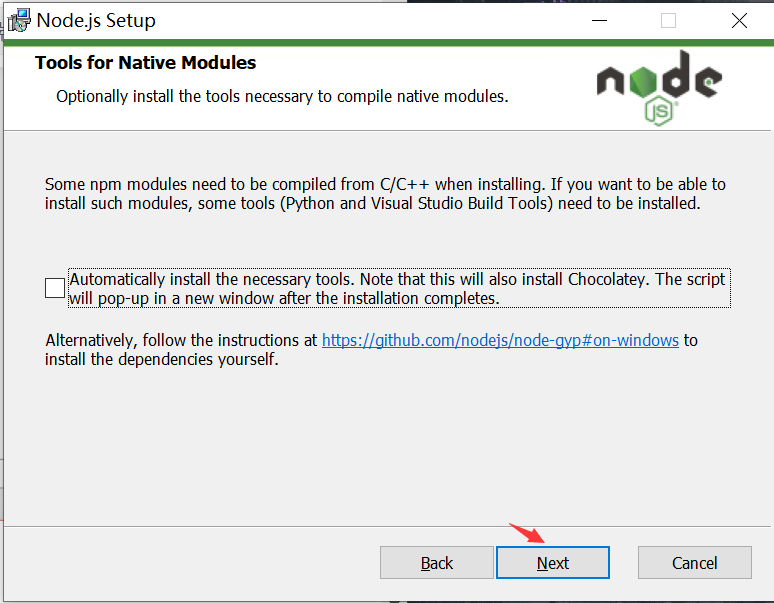 Node.js Setup
Tools for Native Modules
Optionally install the tools necessary to compile native modules.
node
JS
Some npm modules need to be compiled from C/C++ when installing. If you want to be able to
install such modules, some tools (Python and Visual Studio Build Tools) need to be installed.
Automatically install the necessary tools. Note that this will also install Chocolatey. The script
will pop-up in a new window after the installation completes.
Alternatively, follow the instructions at https://github.com/nodejs/node-gyp#on-windows to
install the dependencies yourself.
Back
Next
Cancel